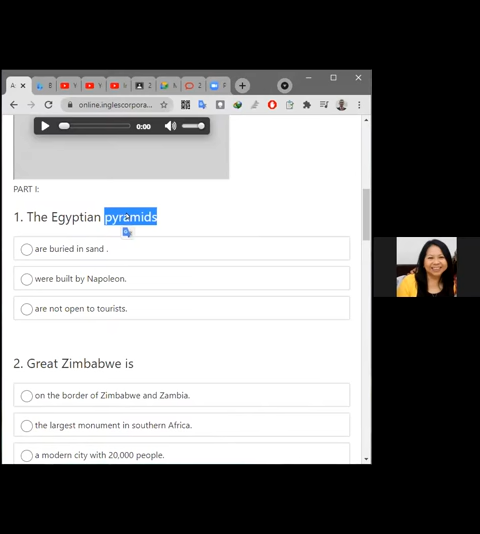 B
Y
Y
2
2
online.inglescorpora...
0:00
PART I:
1. The Egyptian pyramids
are buried in sand .
were built by Napoleon.
are not open to tourists.
2. Great Zimbabwe is
on the border of Zimbabwe and Zambia.
the largest monument in southern Africa.
a modern city with 20,000 people.